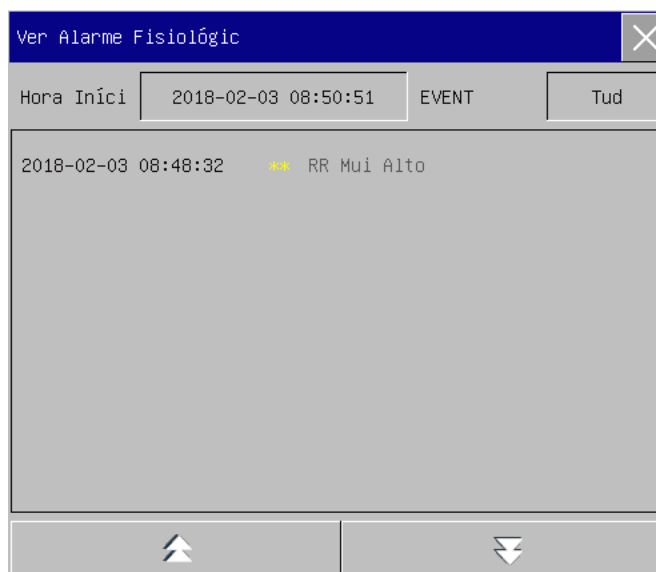 Ver Alarme Fisiológic
Hora Iníci 2018-02-03 08:50:51 EVENT Tud
2018-02-03 08:48:32 ** RR Mui Alto